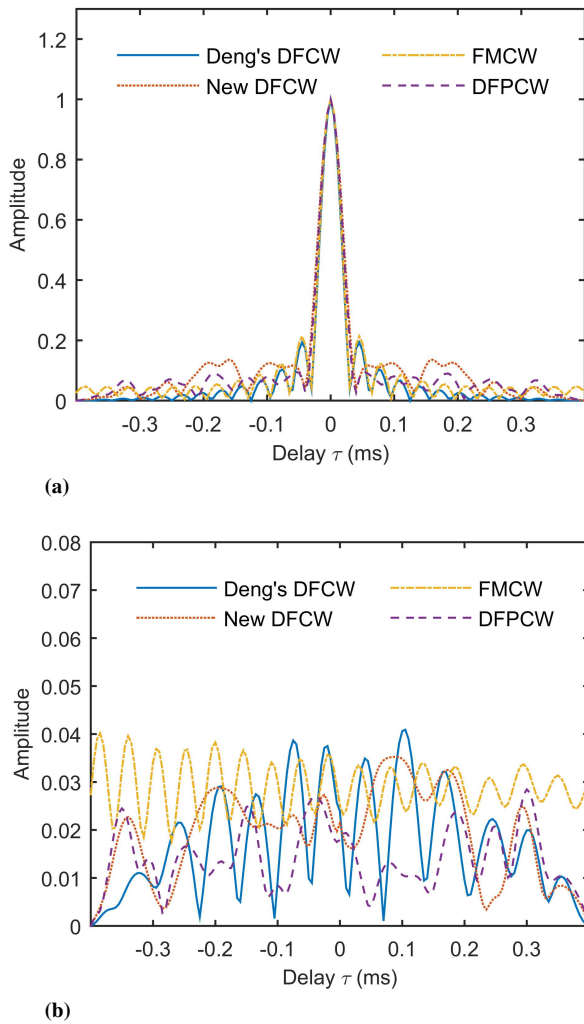 1.2
1
0.8
0.6
0.4
0.2
0
Amplitude
Deng's DFCW
New DFCW
FMCW
DFPCW
-0.3 -0.2 -0.1 0 0.1 0.2 0.3
Delay τ (ms)
(a)
0.08
0.07
0.06
0.05
0.04
0.03
0.02
0.01
0
Amplitude
Deng's DFCW
New DFCW
FMCW
DFPCW
-0.3 -0.2 -0.1 0 0.1 0.2 0.3
Delay τ (ms)
(b)